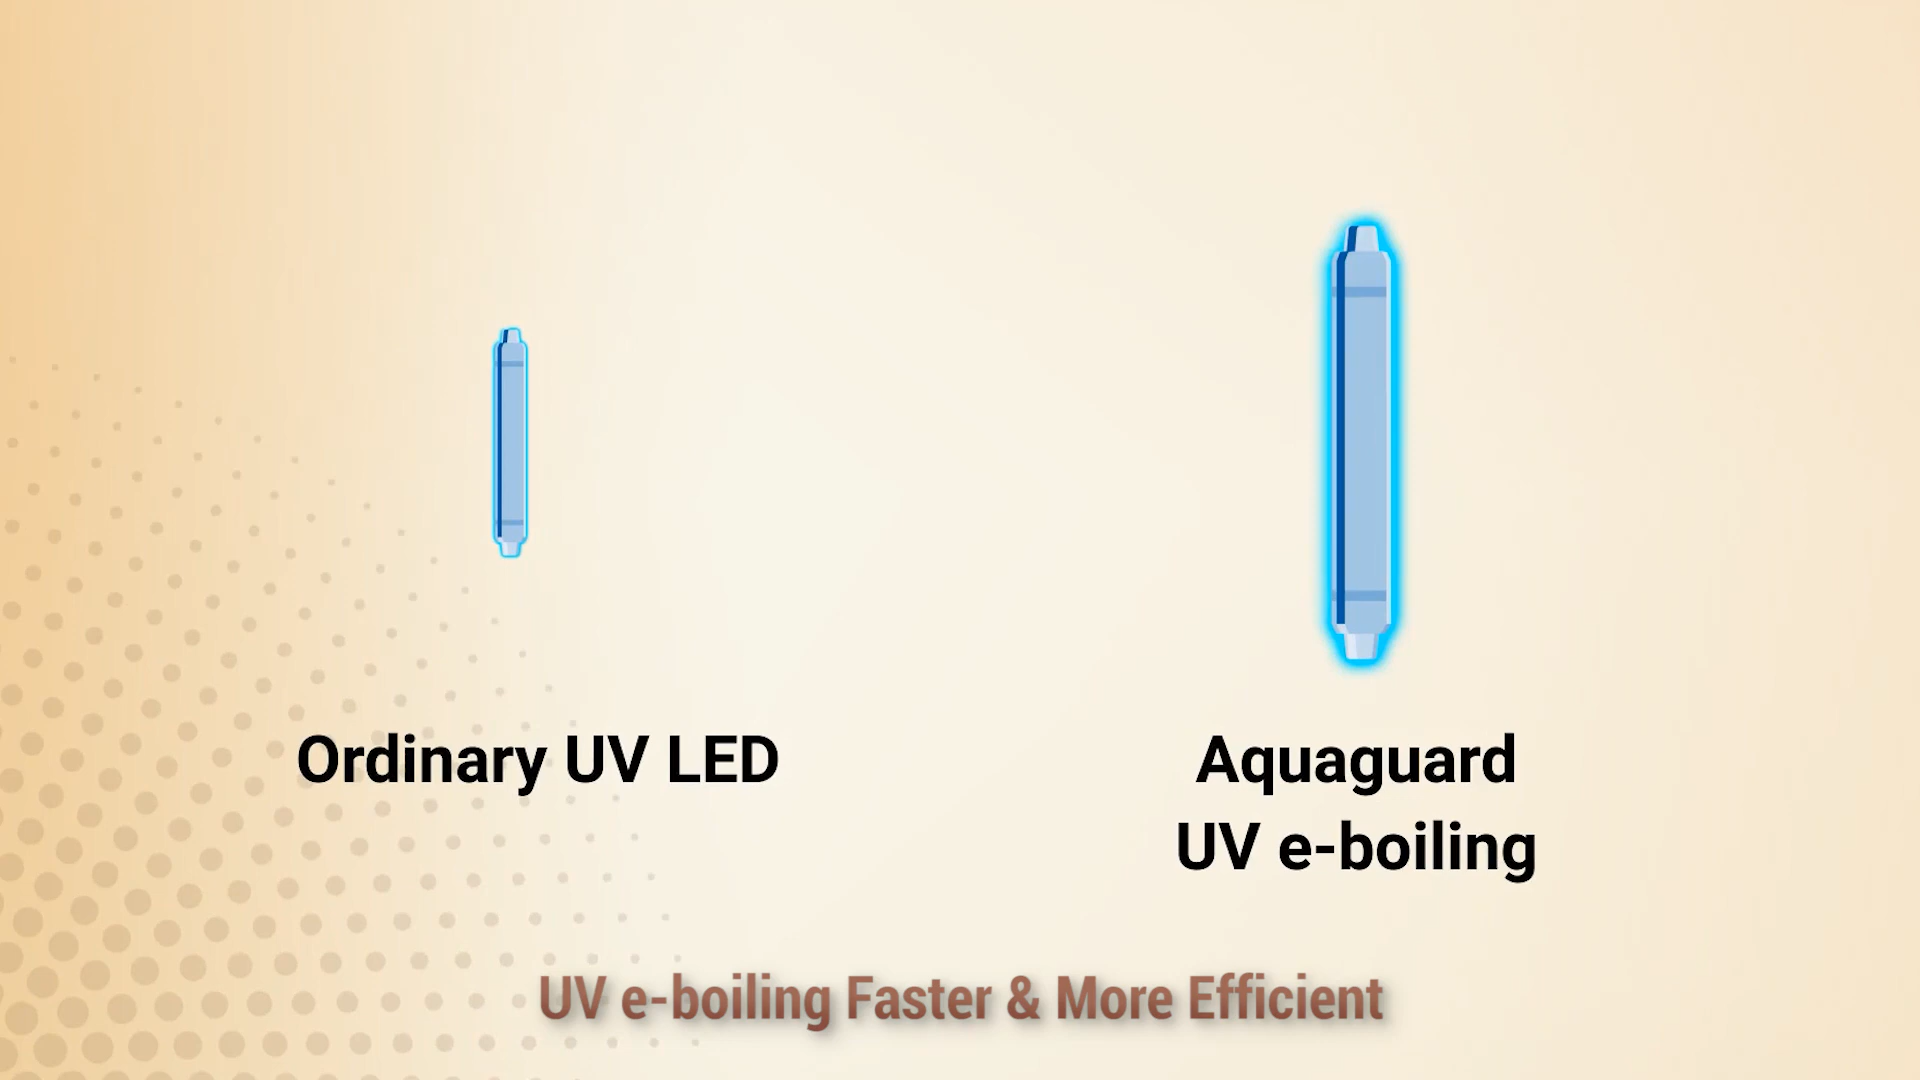 Ordinary UV LED
Aquaguard
UV e-boiling
UV e-boiling Faster & More Efficient